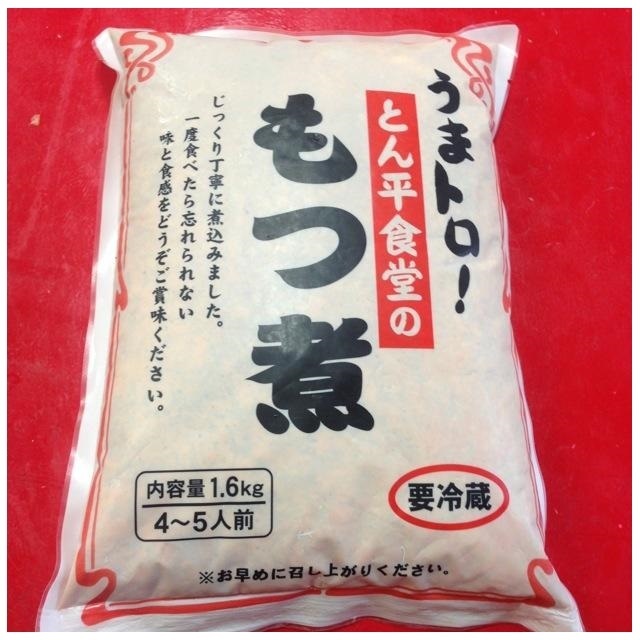 うまトロ!
とん平食堂の
もつ煮
じっくり丁寧に煮込みました。
一度食べたら忘れられない
味と食感をどうぞご賞味ください。
内容量 1.6kg
4〜5人前
要冷蔵
※お早めに召し上がりください。